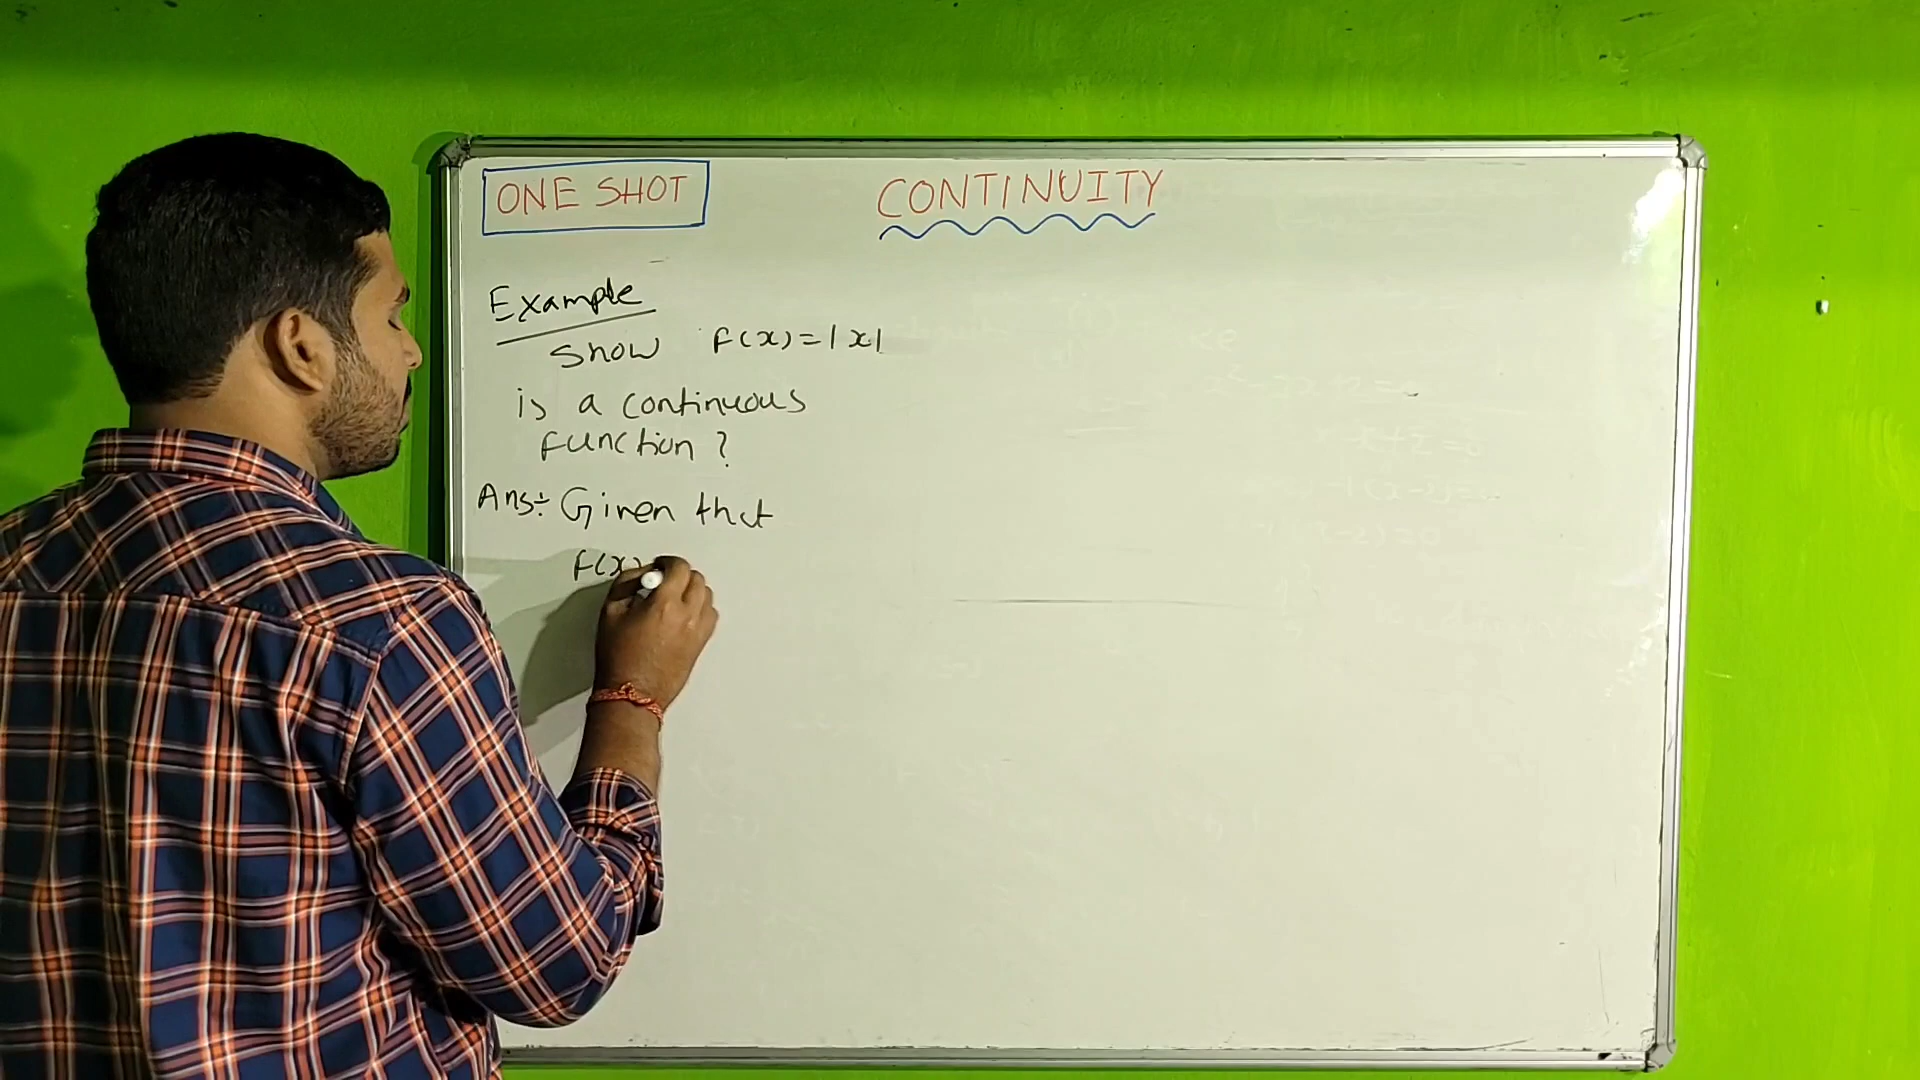 ONE SHOT
CONTINUITY
Example
Show f(x)=|x|
is a continuous
function?
Ans:- Given that
f(x)